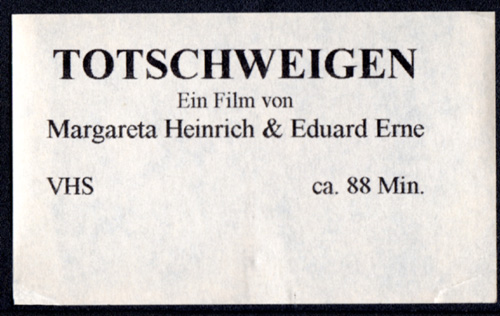 TOTSCHWEIGEN
Ein Film von
Margareta Heinrich & Eduard Erne
VHS ca. 88 Min.